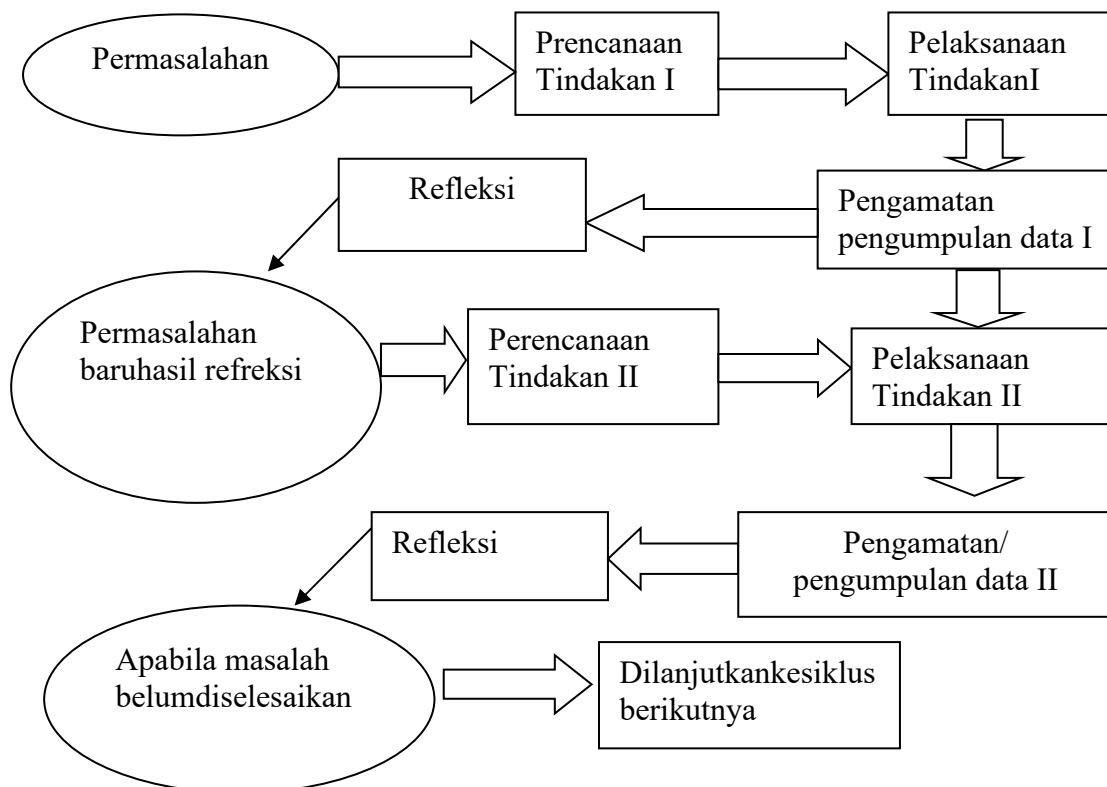 Permasalahan
Prencanaan
Tindakan I
Pelaksanaan
TindakanI
Refleksi
Pengamatan
pengumpulan data I
Permasalahan
baruhasil refreksi
Perencanaan
Tindakan II
Pelaksanaan
Tindakan II
Refleksi
Pengamatan/
pengumpulan data II
Apabila masalah
belumdiselesaikan
Dilanjutkankesiklus
berikutnya